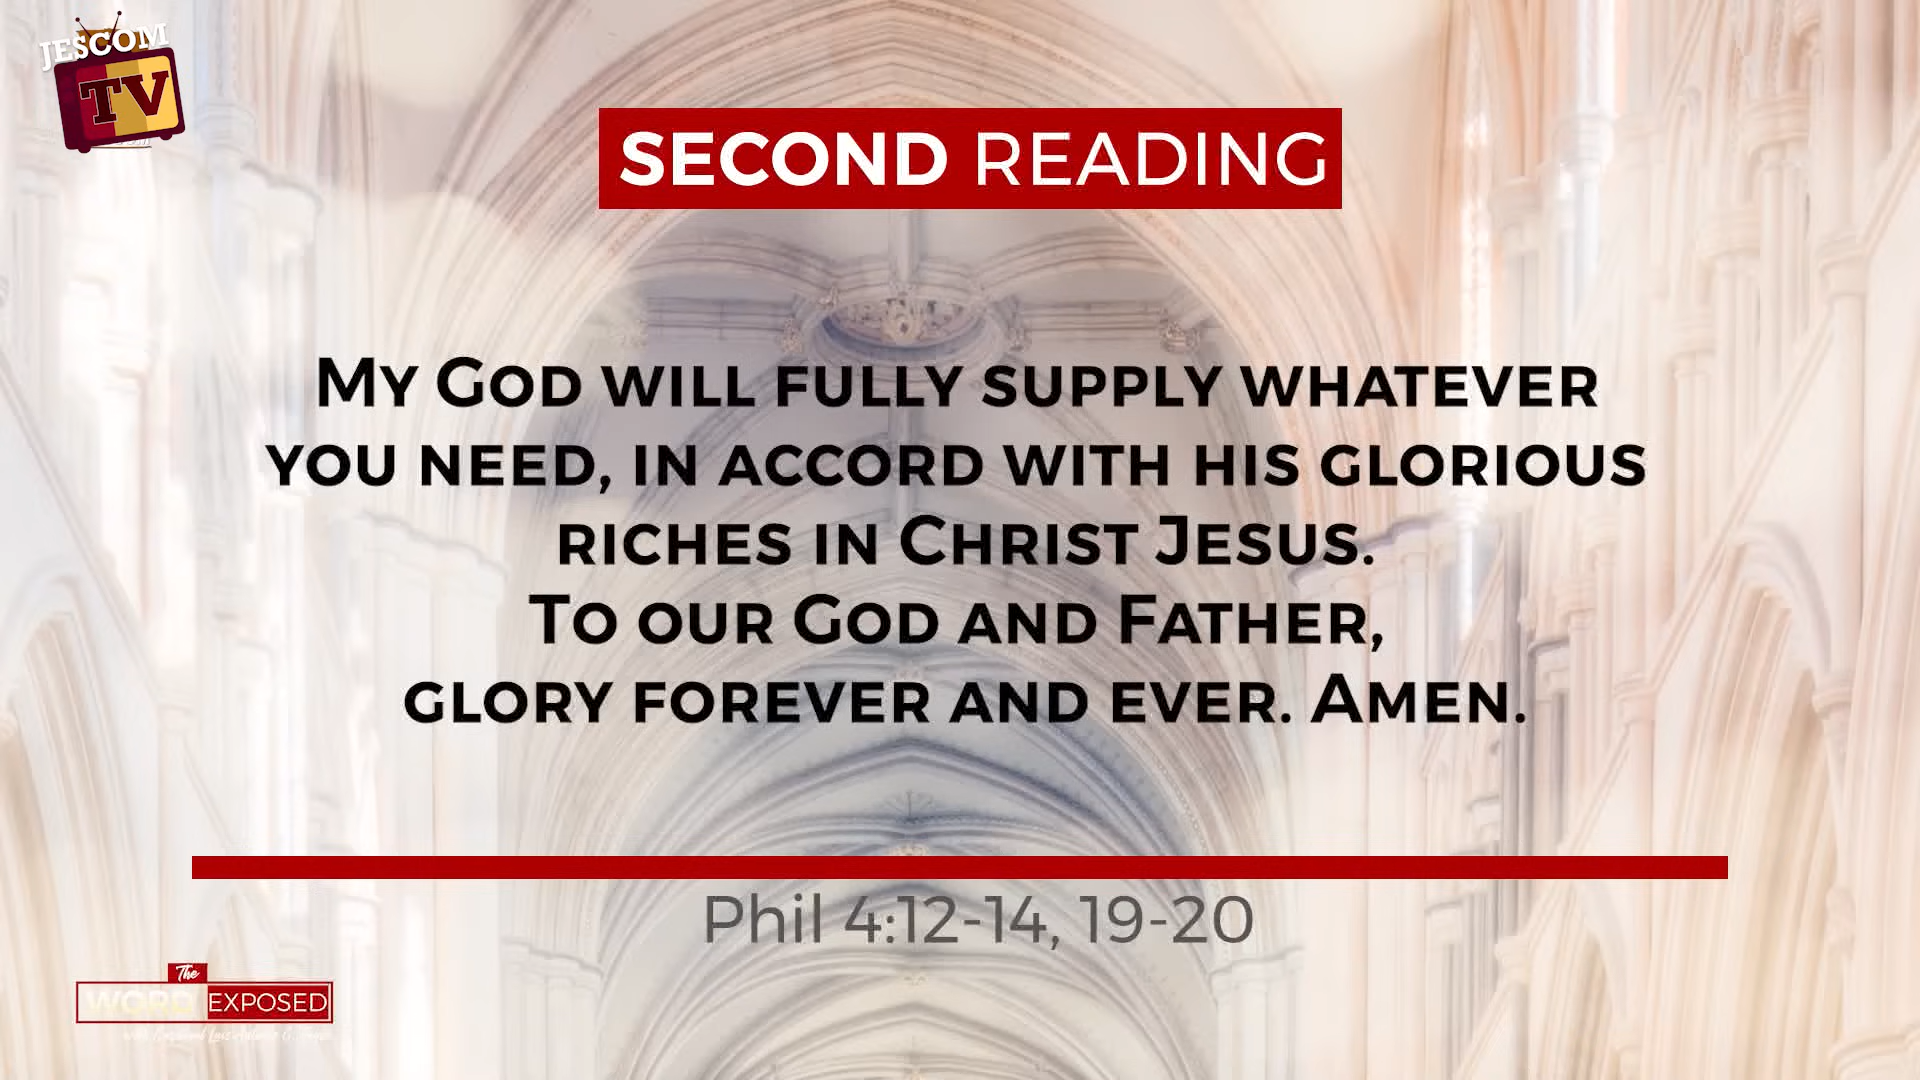 JESCOM
TV
SECOND READING
MY GOD WILL FULLY SUPPLY WHATEVER
YOU NEED, IN ACCORD WITH HIS GLORIOUS
RICHES IN CHRIST JESUS.
TO OUR GOD AND FATHER,
GLORY FOREVER AND EVER. AMEN.
Phil 4:12-14, 19-20
The
WORD EXPOSED